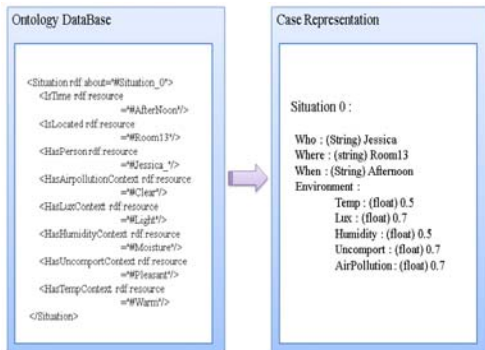 Ontology DataBase
<Situation rdf about="#Situation_0">
<IsTime rdf resource
="#AfterNoon"/>
<IsLocated rdf resource
="#Room13"/>
<HasPerson rdf resource
="#Jessica_"/>
<HasAirpollutionContext rdf resource
="#Clear"/>
<HasLuxContext rdf resource
="#Light"/>
<HasHumidityContext rdf resource
="#Moisture"/>
<HasUncomportContext rdf resource
="#Pleasant"/>
<HasTempContext rdf resource
="#Warm"/>
</Situation>
Case Representation
Situation 0 :
Who : (String) Jessica
Where : (string) Room13
When : (String) Afternoon
Environment :
Temp : (float) 0.5
Lux : (float) 0.7
Humidity : (float) 0.5
Uncomport : (float) 0.7
AirPollution : (float) 0.7